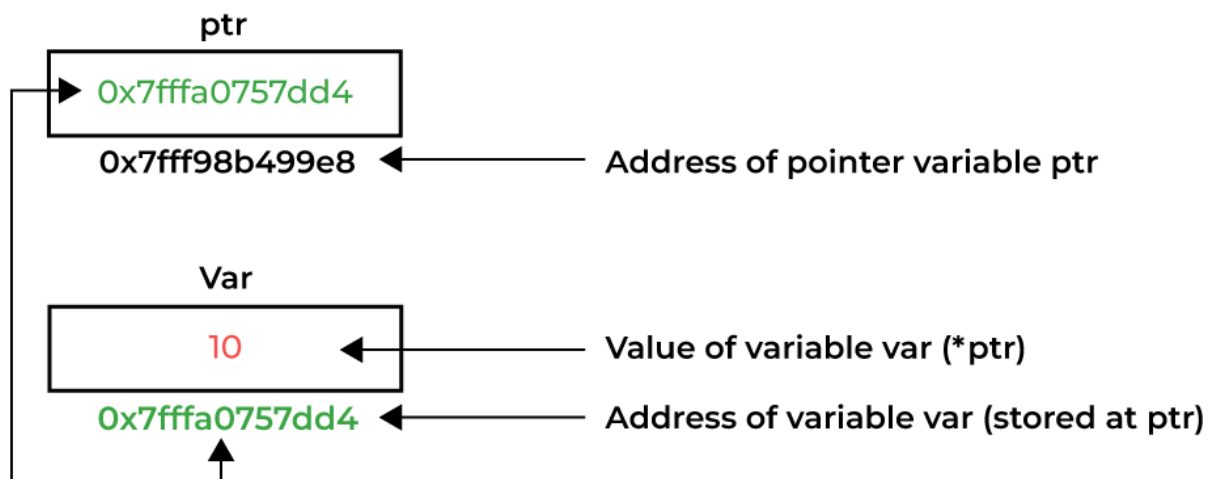 ptr
0x7fffa0757dd4
0x7fff98b499e8 Address of pointer variable ptr
Var
10 Value of variable var (*ptr)
0x7fffa0757dd4 Address of variable var (stored at ptr)